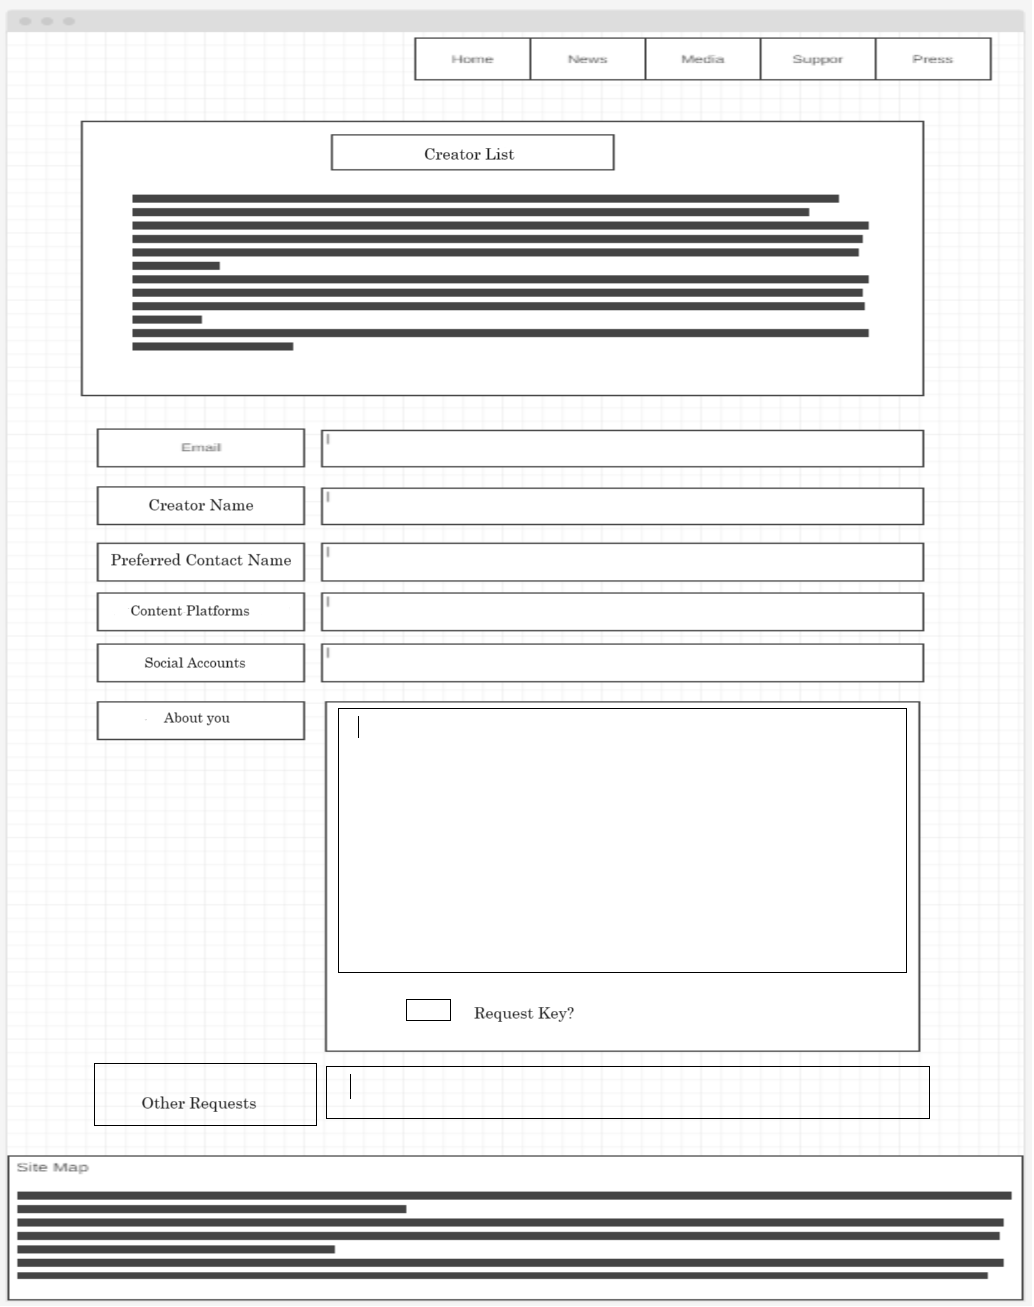 Home
News
Media
Suppor
Press
Creator List
Email
Creator Name
Preferred Contact Name
Content Platforms
Social Accounts
About you
Request Key?
Other Requests
Site Map